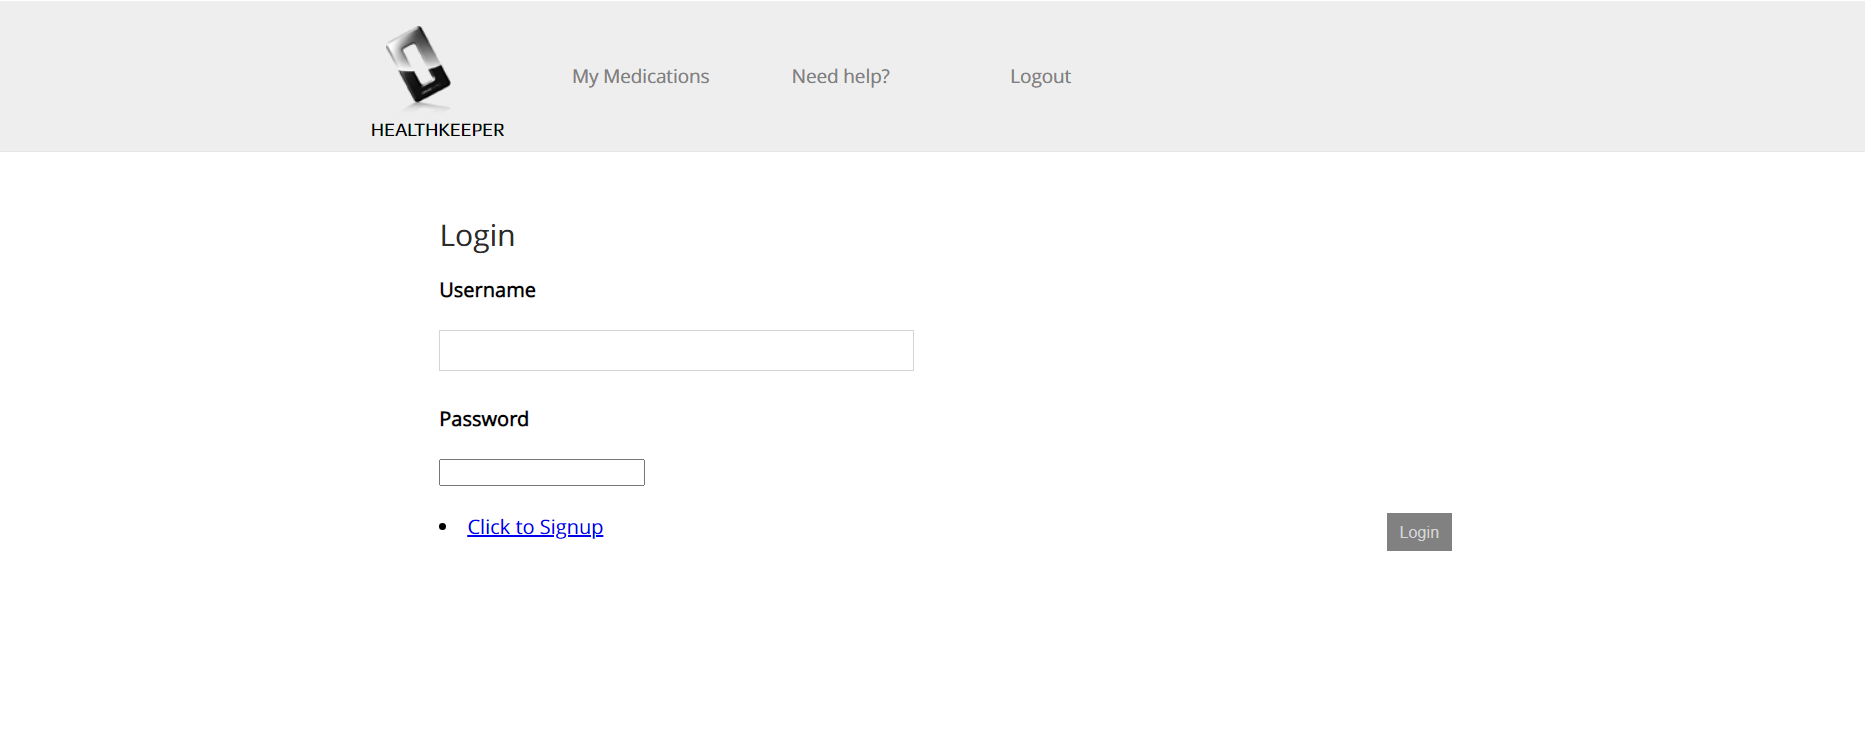 My Medications Need help? Logout
HEALTHKEEPER
Login
Username
Password
Click to Signup
Login